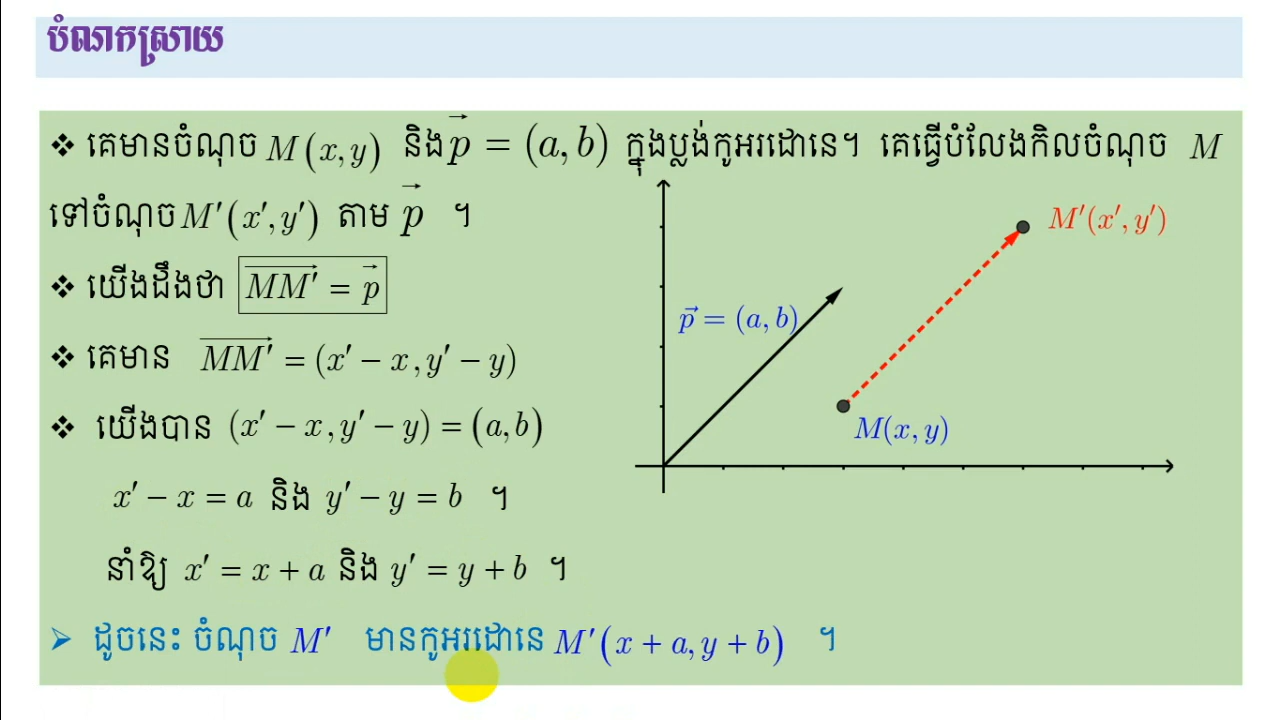 បំណកស្រាយ
❖ គេមានចំណុច M(x, y) និង p⃗ = (a, b) ក្នុងប្លង់កូអរដោនេ។ គេធ្វើបំលែងកិលចំណុច M
ទៅចំណុច M′(x′, y′) តាម p⃗ ។
❖ យើងដឹងថា MM′⃗ = p⃗
❖ គេមាន MM′⃗ = (x′ − x, y′ − y)
❖ យើងបាន (x′ − x, y′ − y) = (a, b)
x′ − x = a និង y′ − y = b ។
នាំឱ្យ x′ = x + a និង y′ = y + b ។
➢ ដូចនេះ ចំណុច M′ មានកូអរដោនេ M′(x + a, y + b) ។
M′(x′, y′)
p⃗ = (a, b)
M(x, y)